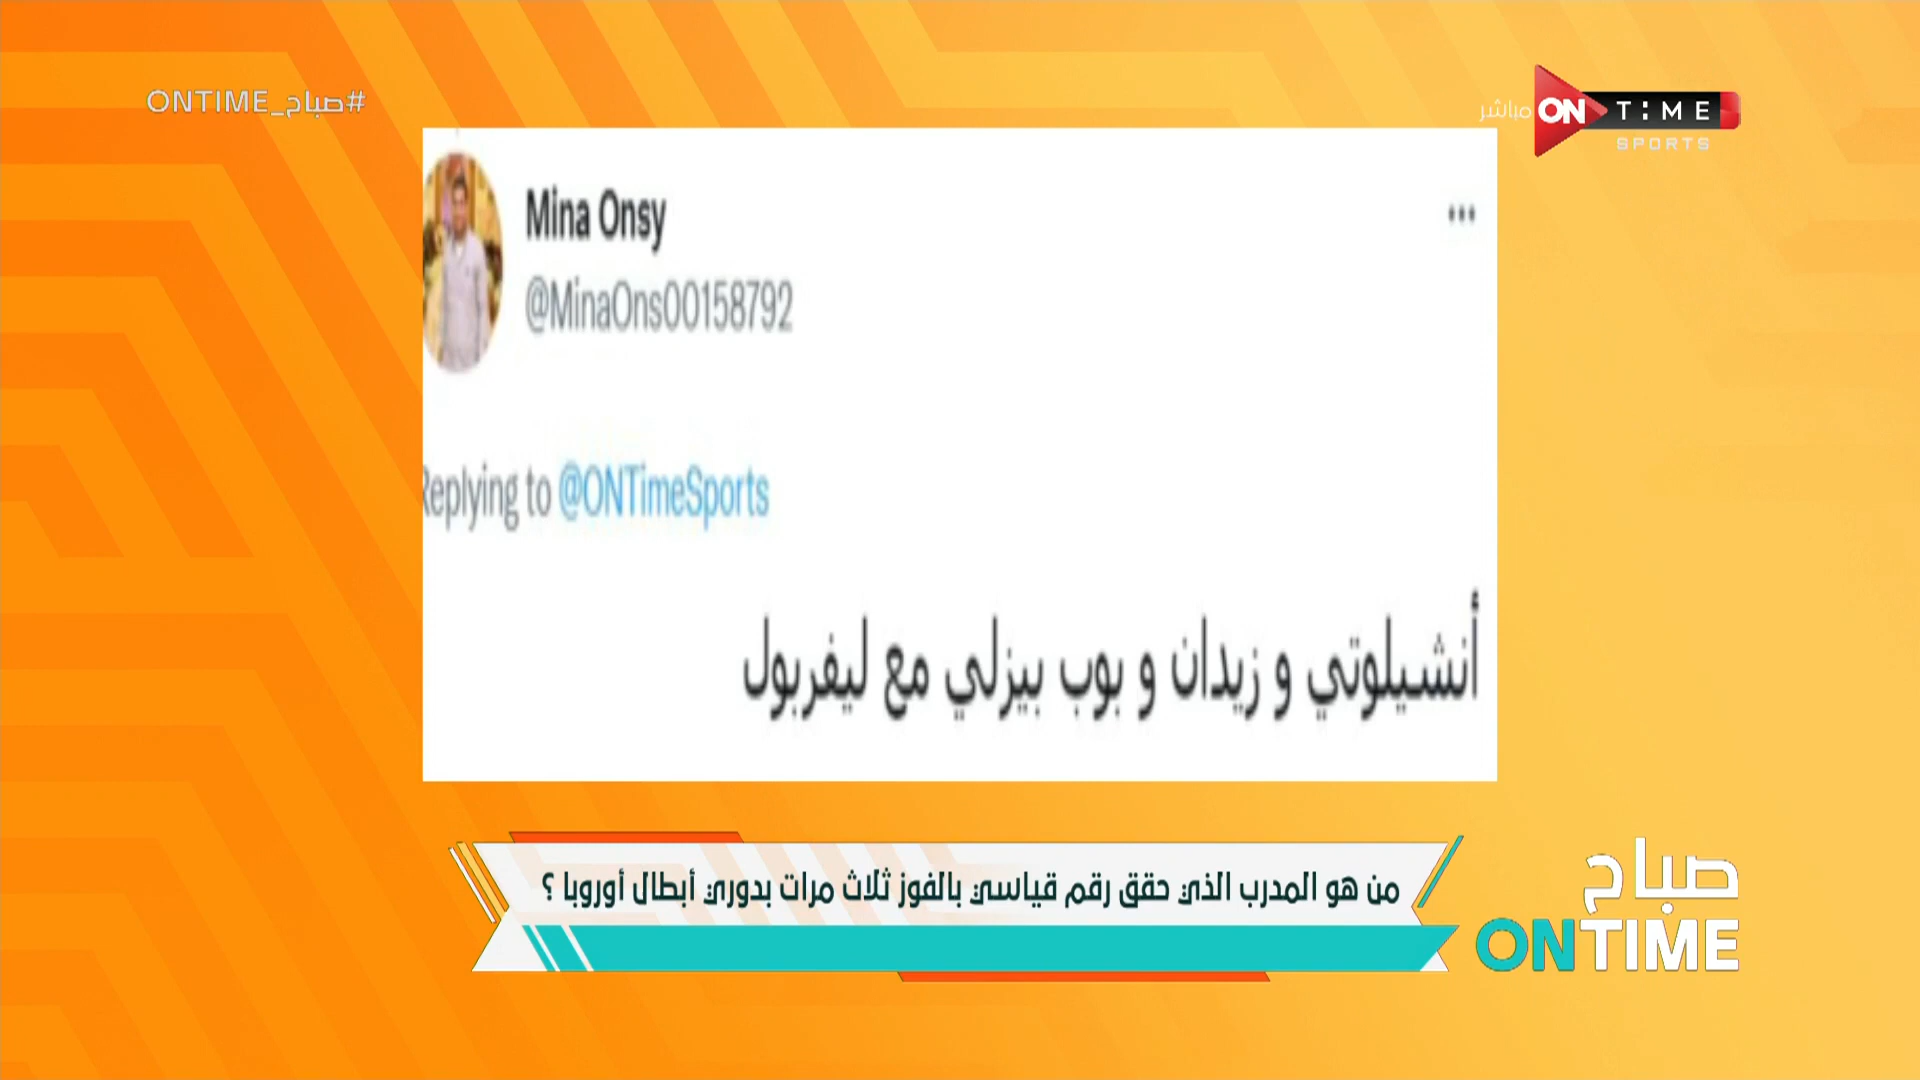 #صباح_ONTIME
مباشر ON TIME
SPORTS
Mina Onsy
@MinaOns00158792
Replying to @ONTimeSports
أنشيلوتي و زيدان و بوب بيزلي مع ليفربول
من هو المدرب الذي حقق رقم قياسي بالفوز ثلاث مرات بدوري أبطال أوروبا ؟
صباح
ONTIME